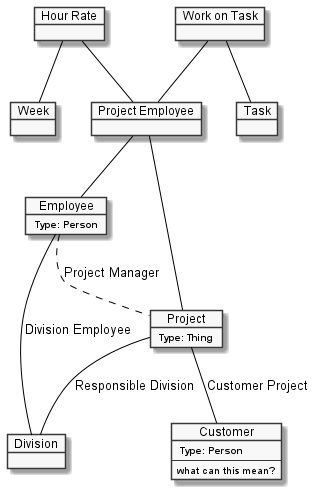 Hour Rate
Work on Task
Week
Project Employee
Task
Employee
Type: Person
Project Manager
Project
Type: Thing
Division Employee
Responsible Division
Customer Project
Division
Customer
Type: Person
what can this mean?